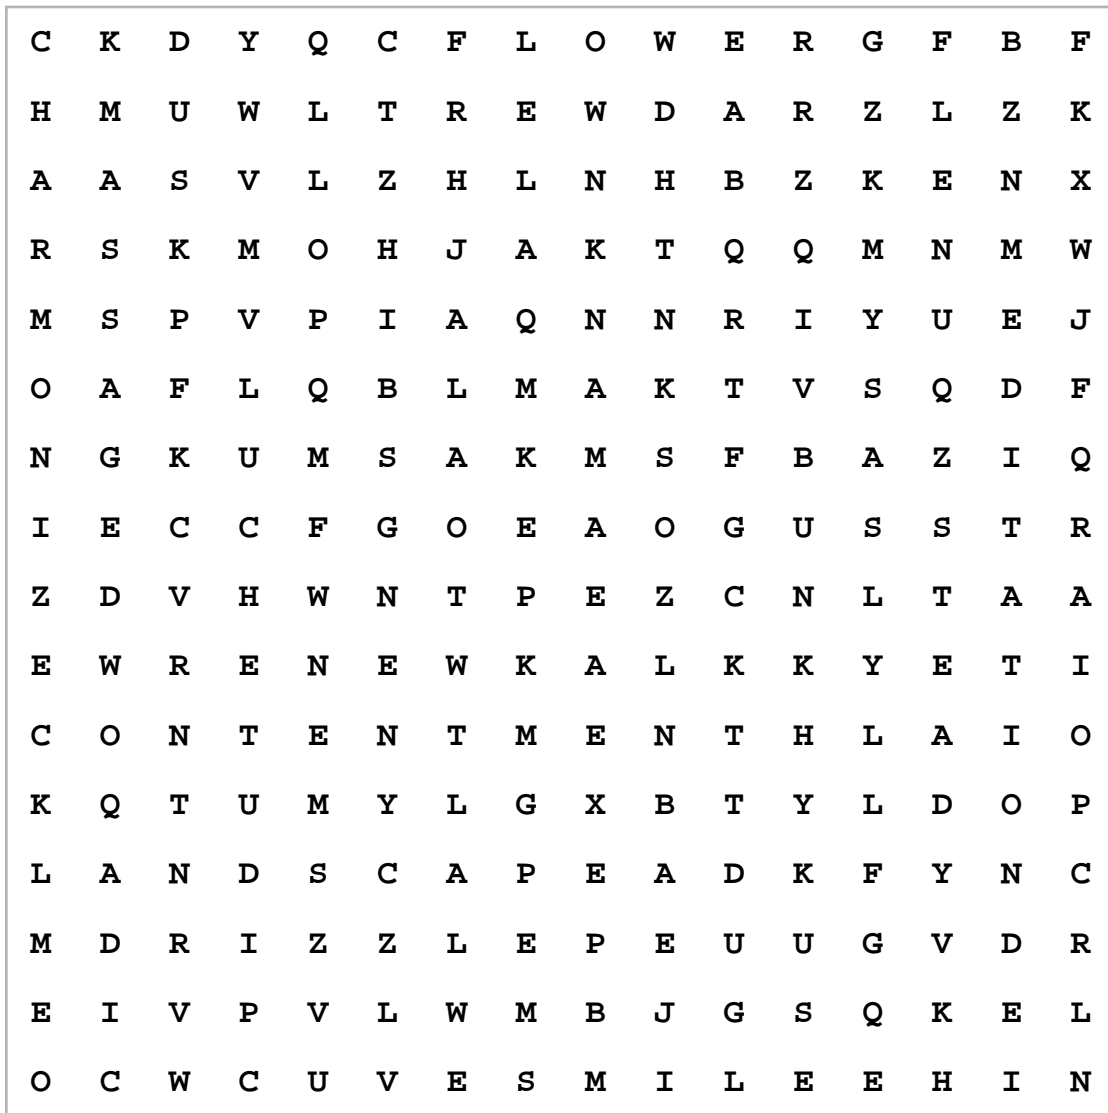 C K D Y Q C F L O W E R G F B F
H M U W L T R E W D A R Z L Z K
A A S V L Z H L N H B Z K E N X
R S K M O H J A K T Q Q M N M W
M S P V P I A Q N N R I Y U E J
O A F L Q B L M A K T V S Q D F
N G K U M S A K M S F B A Z I Q
I E C C F G O E A O G U S S T R
Z D V H W N T P E Z C N L T A A
E W R E N E W K A L K K Y E T I
C O N T E N T M E N T H L A I O
K Q T U M Y L G X B T Y L D O P
L A N D S C A P E A D K F Y N C
M D R I Z Z L E P E U U G V D R
E I V P V L W M B J G S Q K E L
O C W C U V E S M I L E E H I N